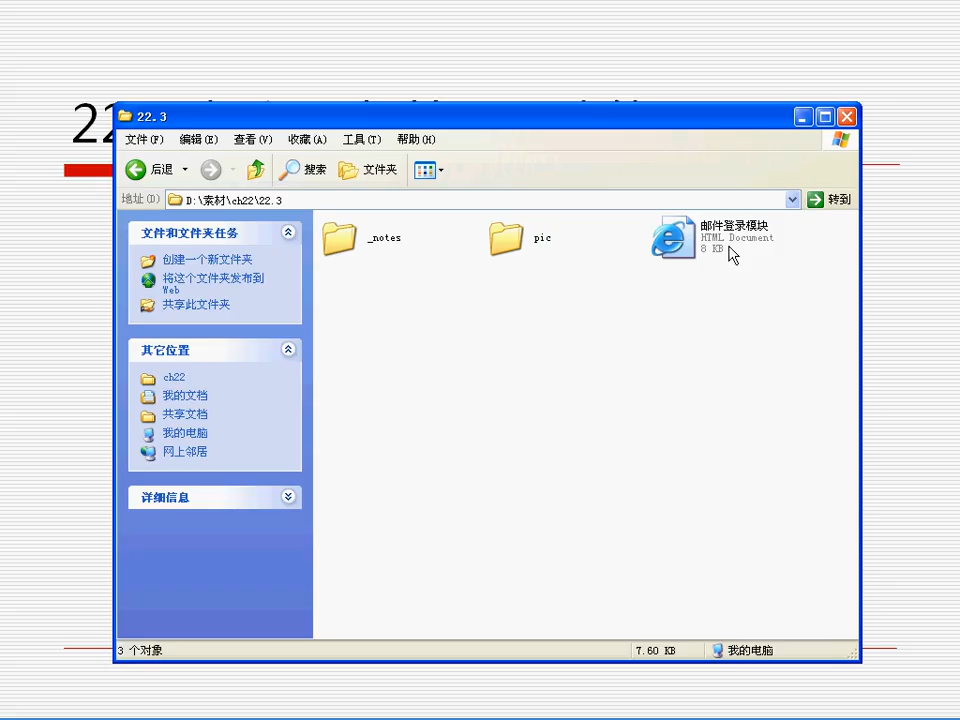 22
22.3
文件(F) 编辑(E) 查看(V) 收藏(A) 工具(T) 帮助(H)
后退 搜索 文件夹
地址(D) D:\素材\ch22\22.3 转到
文件和文件夹任务
创建一个新文件夹
将这个文件夹发布到
Web
共享此文件夹
其它位置
ch22
我的文档
共享文档
我的电脑
网上邻居
详细信息
_notes
pic
邮件登录模块
HTML Document
8 KB
3 个对象 7.60 KB 我的电脑